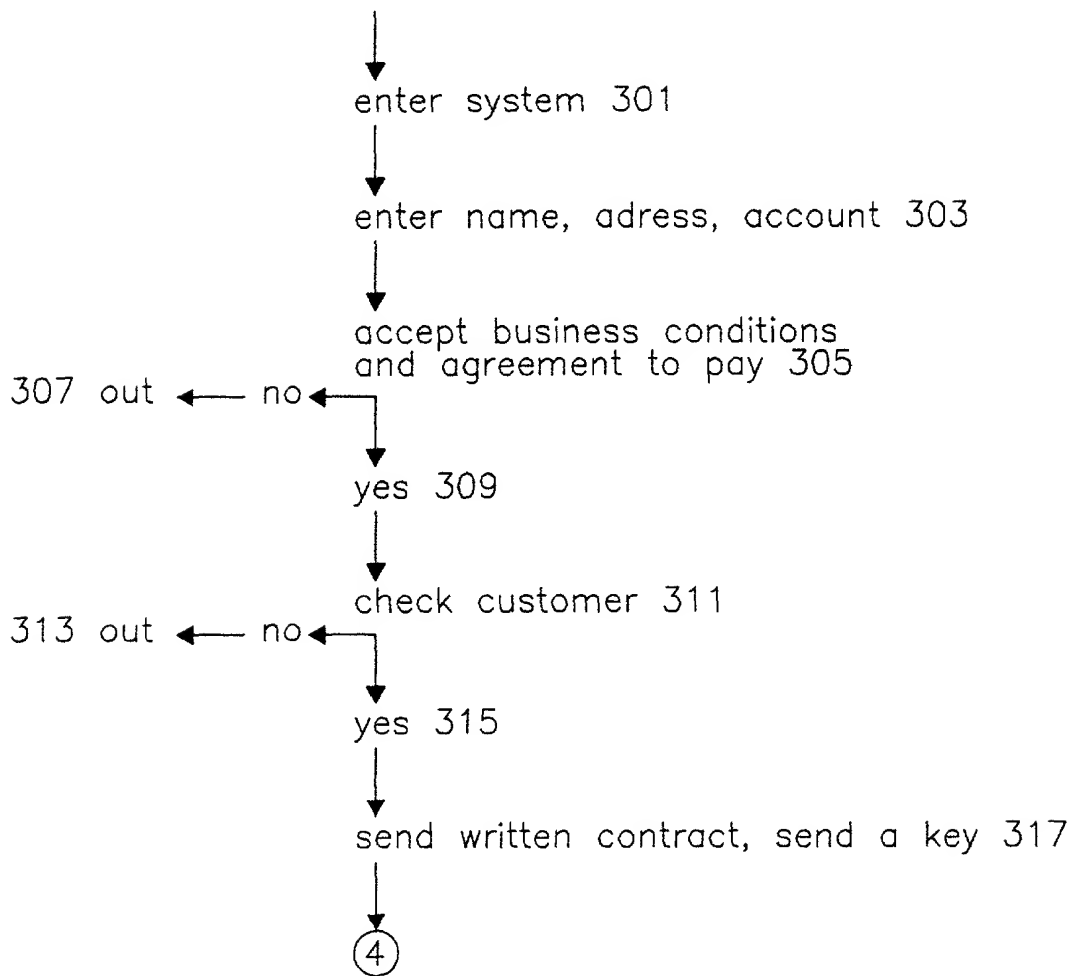 enter system 301
enter name, adress, account 303
accept business conditions
and agreement to pay 305
307 out no
yes 309
check customer 311
313 out no
yes 315
send written contract, send a key 317
4